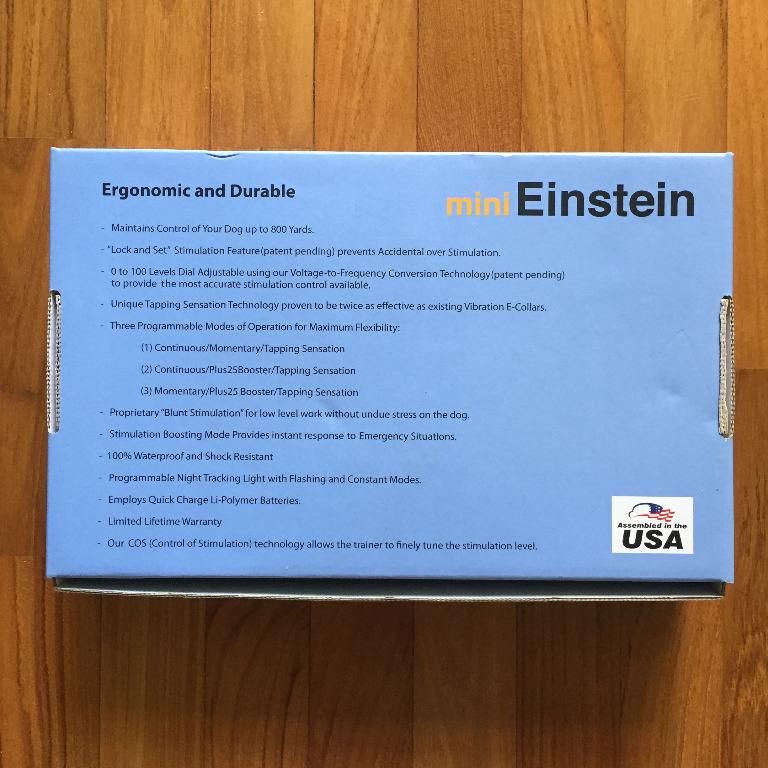 Ergonomic and Durable
mini Einstein
- Maintains Control of Your Dog up to 800 Yards.
- "Lock and Set" Stimulation Feature(patent pending) prevents Accidental over Stimulation.
- 0 to 100 Levels Dial Adjustable using our Voltage-to-Frequency Conversion Technology(patent pending)
to provide the most accurate stimulation control available.
- Unique Tapping Sensation Technology proven to be twice as effective as existing Vibration E-Collars.
- Three Programmable Modes of Operation for Maximum Flexibility:
(1) Continuous/Momentary/Tapping Sensation
(2) Continuous/Plus25Booster/Tapping Sensation
(3) Momentary/Plus25 Booster/Tapping Sensation
- Proprietary "Blunt Stimulation" for low level work without undue stress on the dog.
- Stimulation Boosting Mode Provides instant response to Emergency Situations.
- 100% Waterproof and Shock Resistant
- Programmable Night Tracking Light with Flashing and Constant Modes.
- Employs Quick Charge Li-Polymer Batteries.
- Limited Lifetime Warranty
- Our COS (Control of Stimulation) technology allows the trainer to finely tune the stimulation level.
Assembled in the
USA